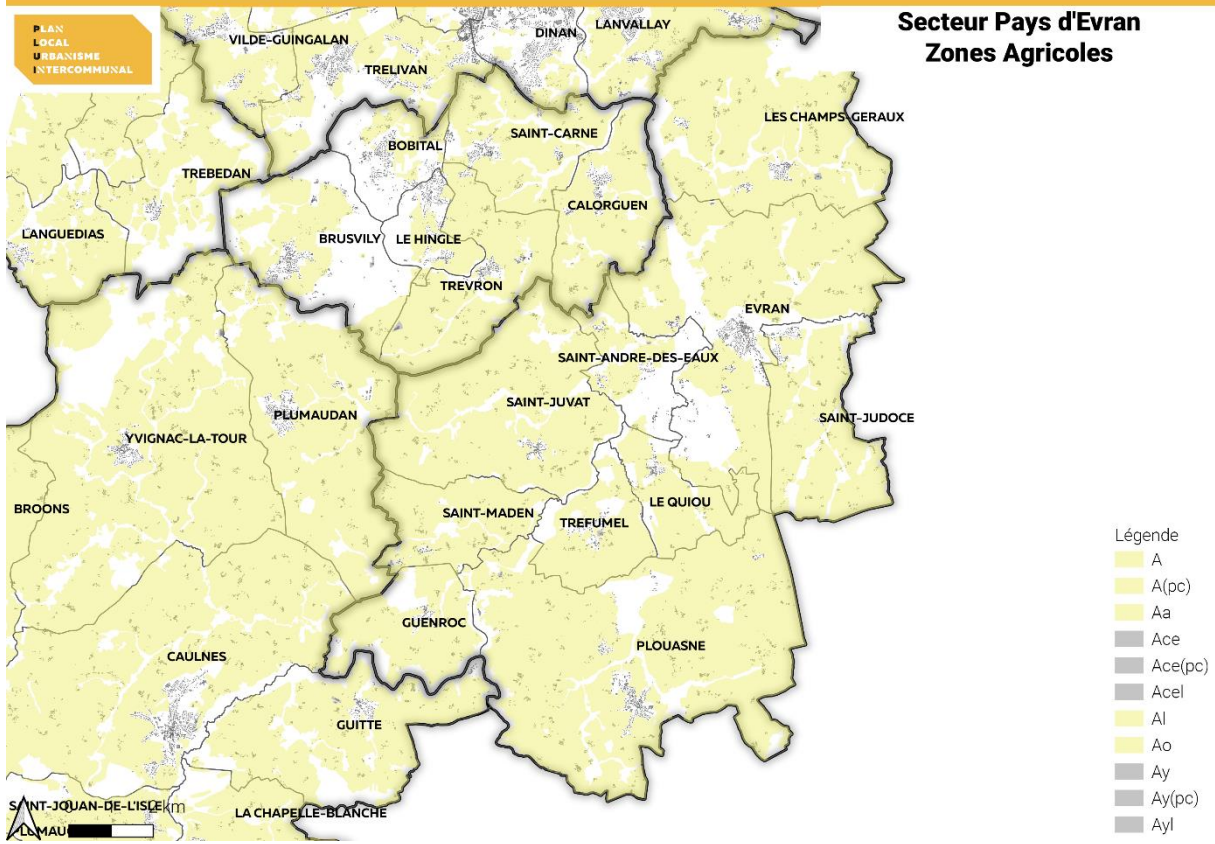 PLAN
LOCAL
URBANISME
INTERCOMMUNAL
Secteur Pays d'Evran
Zones Agricoles
VILDE-GUINGALAN
DINAN
LANVALLAY
TRELIVAN
LES CHAMPS-GERAUX
SAINT-CARNE
BOBITAL
TREBEDAN
CALORGUEN
LANGUEDIAS
BRUSVILY
LE HINGLE
TREVRON
EVRAN
SAINT-ANDRE-DES-EAUX
SAINT-JUVAT
PLUMAUDAN
SAINT-JUDOCE
YVIGNAC-LA-TOUR
LE QUIOU
BROONS
SAINT-MADEN
TREFUMEL
GUENROC
PLOUASNE
CAULNES
GUITTE
SAINT-JOUAN-DE-L'ISLE
km
LA CHAPELLE-BLANCHE
Légende
A
A(pc)
Aa
Ace
Ace(pc)
Acel
Al
Ao
Ay
Ay(pc)
Ayl